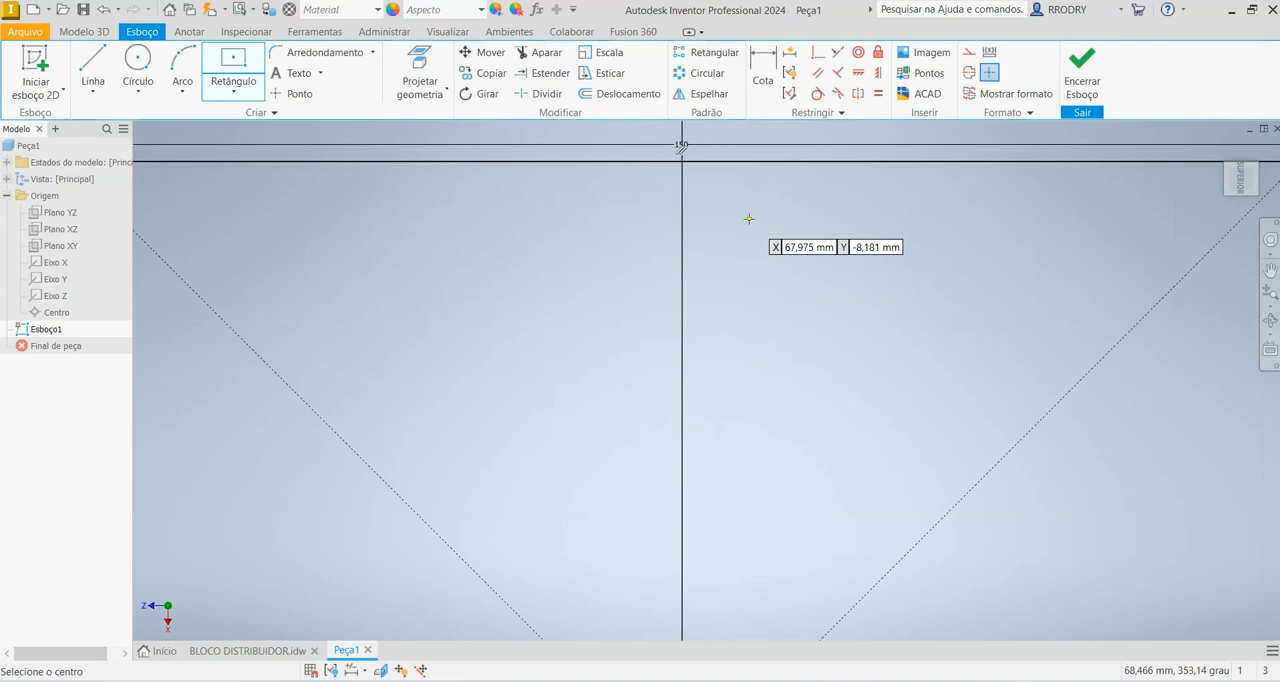 Material
Aspecto
Autodesk Inventor Professional 2024 Peça1
Pesquisar na Ajuda e comandos.
RRODRY
Arquivo Modelo 3D Esboço Anotar Inspecionar Ferramentas Administrar Visualizar Ambientes Colaborar Fusion 360
Iniciar esboço 2D
Linha
Círculo
Arco
Retângulo
Arredondamento
Texto
Ponto
Projetar geometria
Mover
Copiar
Girar
Aparar
Estender
Dividir
Escala
Esticar
Deslocamento
Retangular
Circular
Espelhar
Cota
Imagem
Pontos
ACAD
Mostrar formato
Encerrar Esboço
Esboço Criar Modificar Padrão Restringir Inserir Formato Sair
Modelo
Peça1
Estados do modelo: [Princ
Vista: [Principal]
Origem
Plano YZ
Plano XZ
Plano XY
Eixo X
Eixo Y
Eixo Z
Centro
Esboço1
Final de peça
150
X 67,975 mm Y -8,181 mm
SUPERIOR
Z
X
Início BLOCO DISTRIBUIDOR.idw Peça1
Selecione o centro
68,466 mm, 353,14 grau 1 3